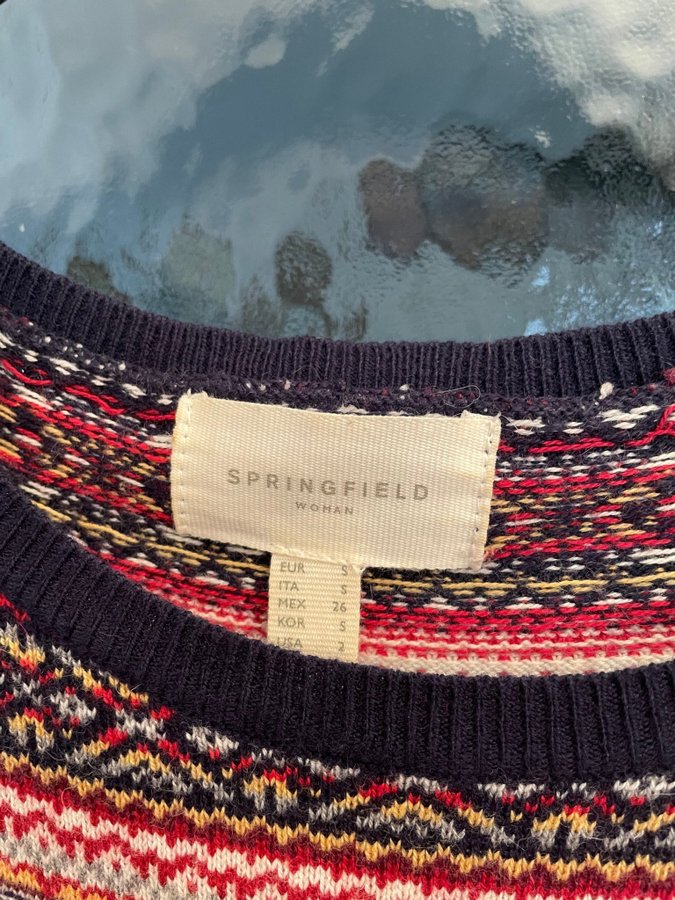 SPRINGFIELD
WOMAN
EUR S
ITA S
MEX 26
KOR S
USA 2